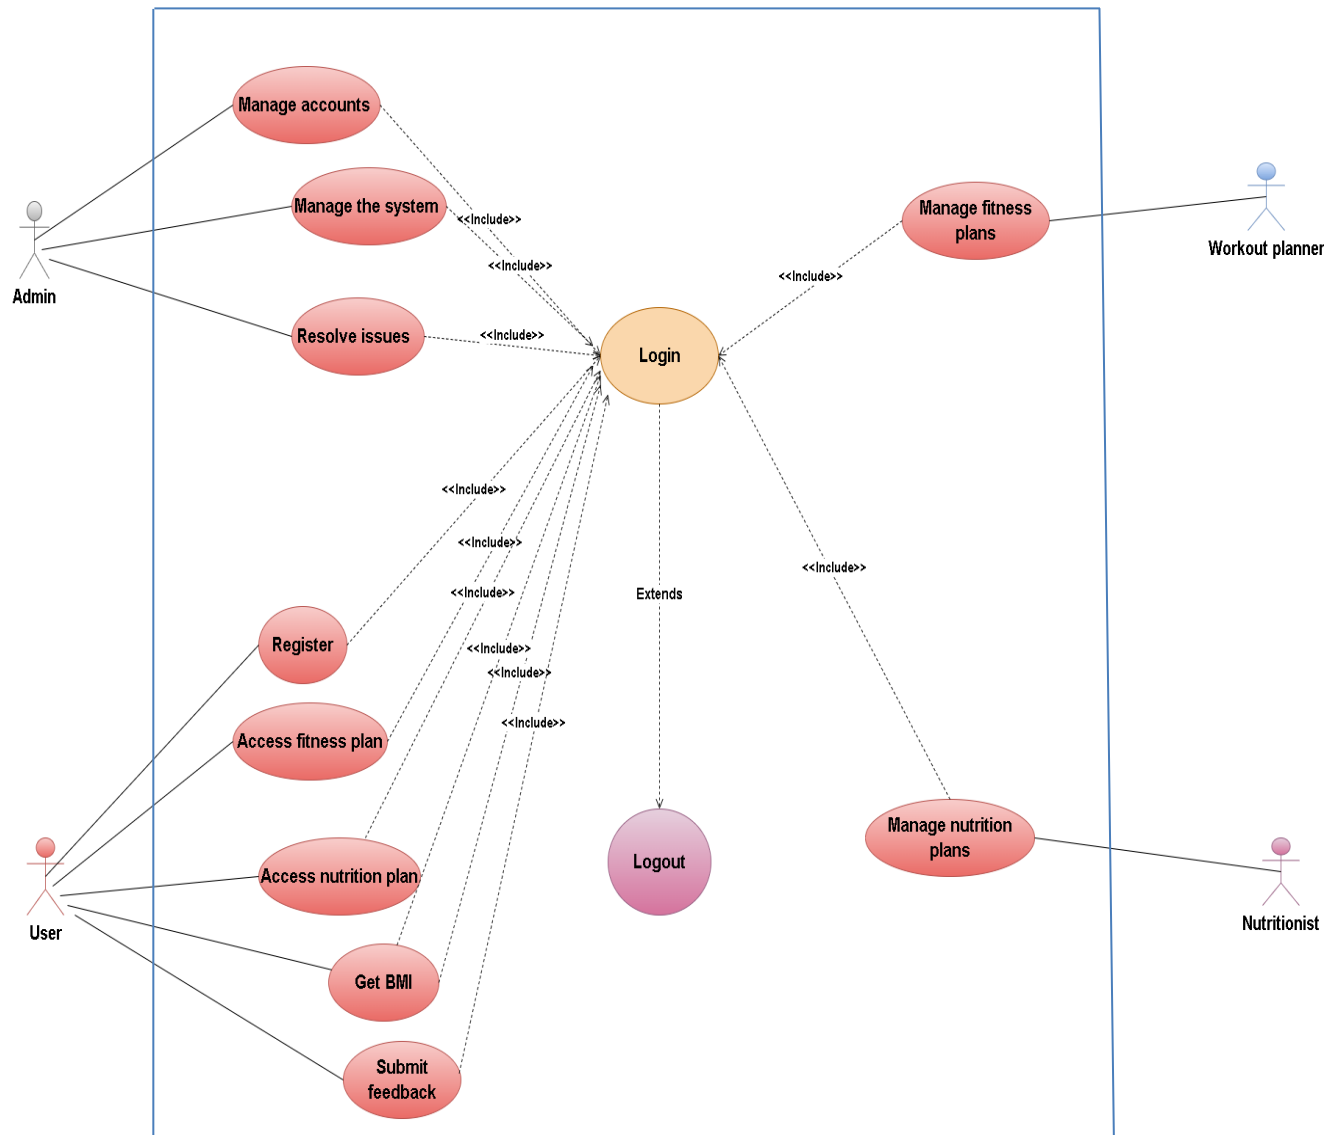 Manage accounts
Manage the system
<<Include>>
<<Include>>
Resolve issues
<<Include>>
Admin
Manage fitness
plans
Workout planner
<<Include>>
Login
<<Include>>
<<Include>>
<<Include>>
<<Include>>
<<Include>>
<<Include>>
Extends
<<Include>>
Register
Access fitness plan
Access nutrition plan
Get BMI
Submit
feedback
User
Logout
Manage nutrition
plans
Nutritionist